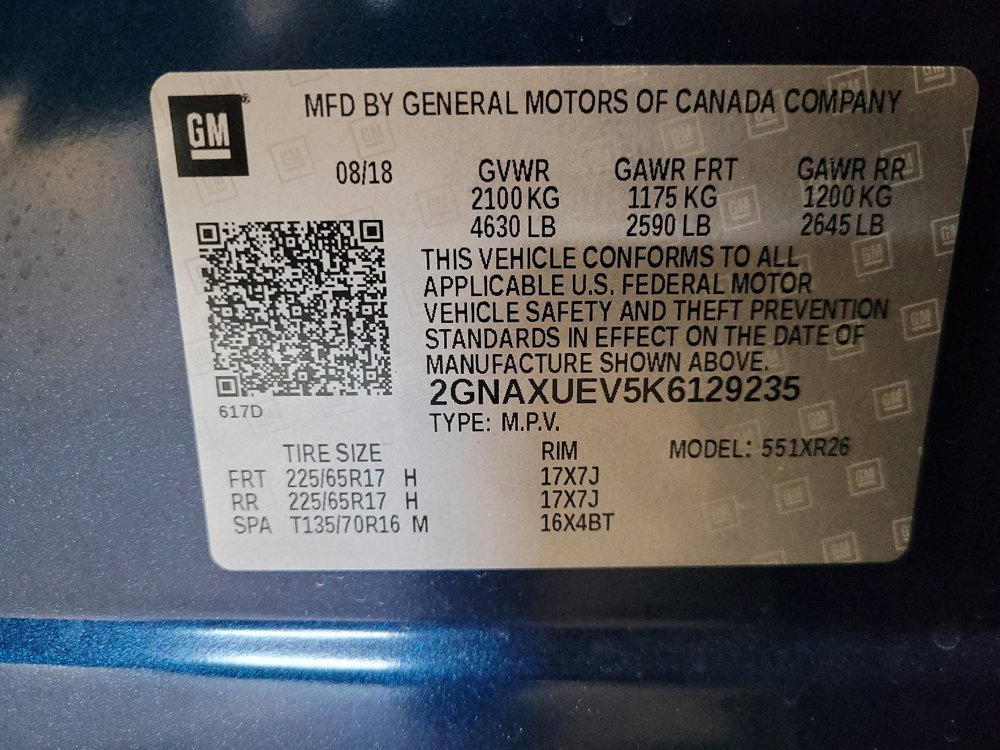 GM
MFD BY GENERAL MOTORS OF CANADA COMPANY
08/18 GVWR GAWR FRT GAWR RR
2100 KG 1175 KG 1200 KG
4630 LB 2590 LB 2645 LB
THIS VEHICLE CONFORMS TO ALL
APPLICABLE U.S. FEDERAL MOTOR
VEHICLE SAFETY AND THEFT PREVENTION
STANDARDS IN EFFECT ON THE DATE OF
MANUFACTURE SHOWN ABOVE.
2GNAXUEV5K6129235
617D
TYPE: M.P.V.
TIRE SIZE RIM MODEL: 551XR26
FRT 225/65R17 H 17X7J
RR 225/65R17 H 17X7J
SPA T135/70R16 M 16X4BT